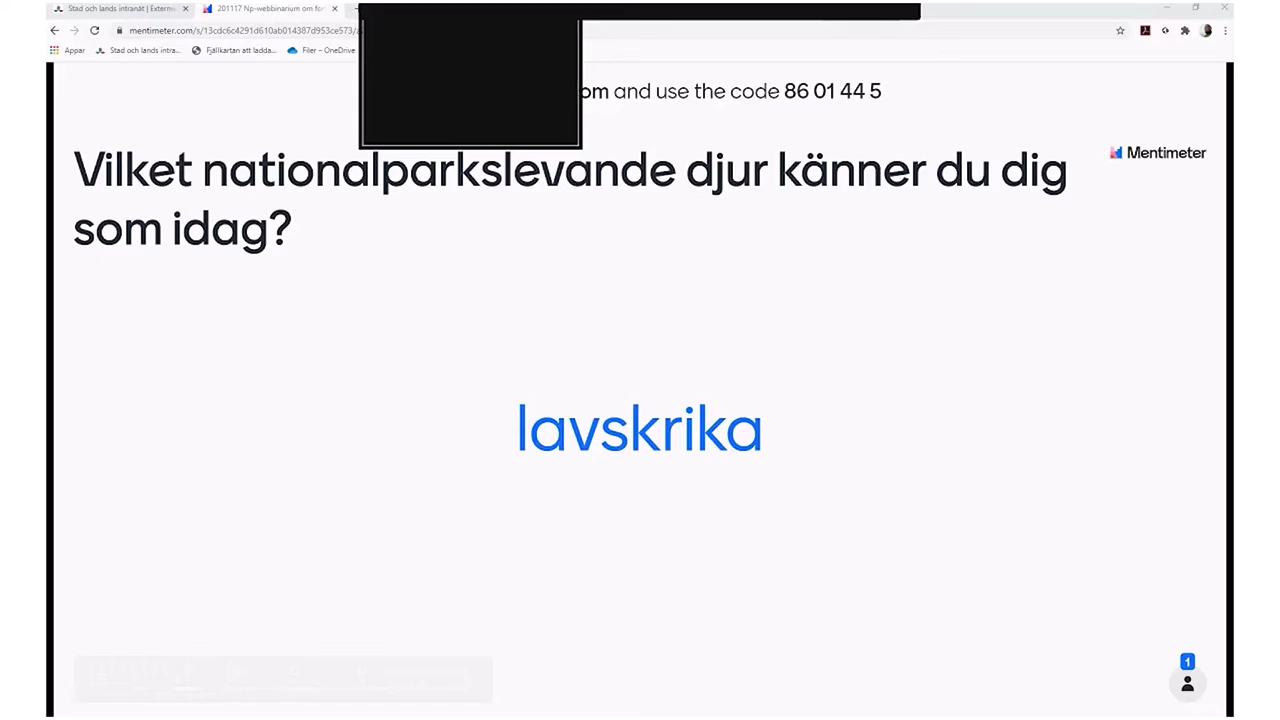 Stad och lands intranät | Extern
201117 Np-webbinarium om for
mentimeter.com/s/13cdc6c4291d610ab014387d953ce573/
Appar Stad och lands intra... Fjällkartan att ladda... Filer – OneDrive
om and use the code 86 01 44 5
Mentimeter
Vilket nationalparkslevande djur känner du dig
som idag?
lavskrika
1